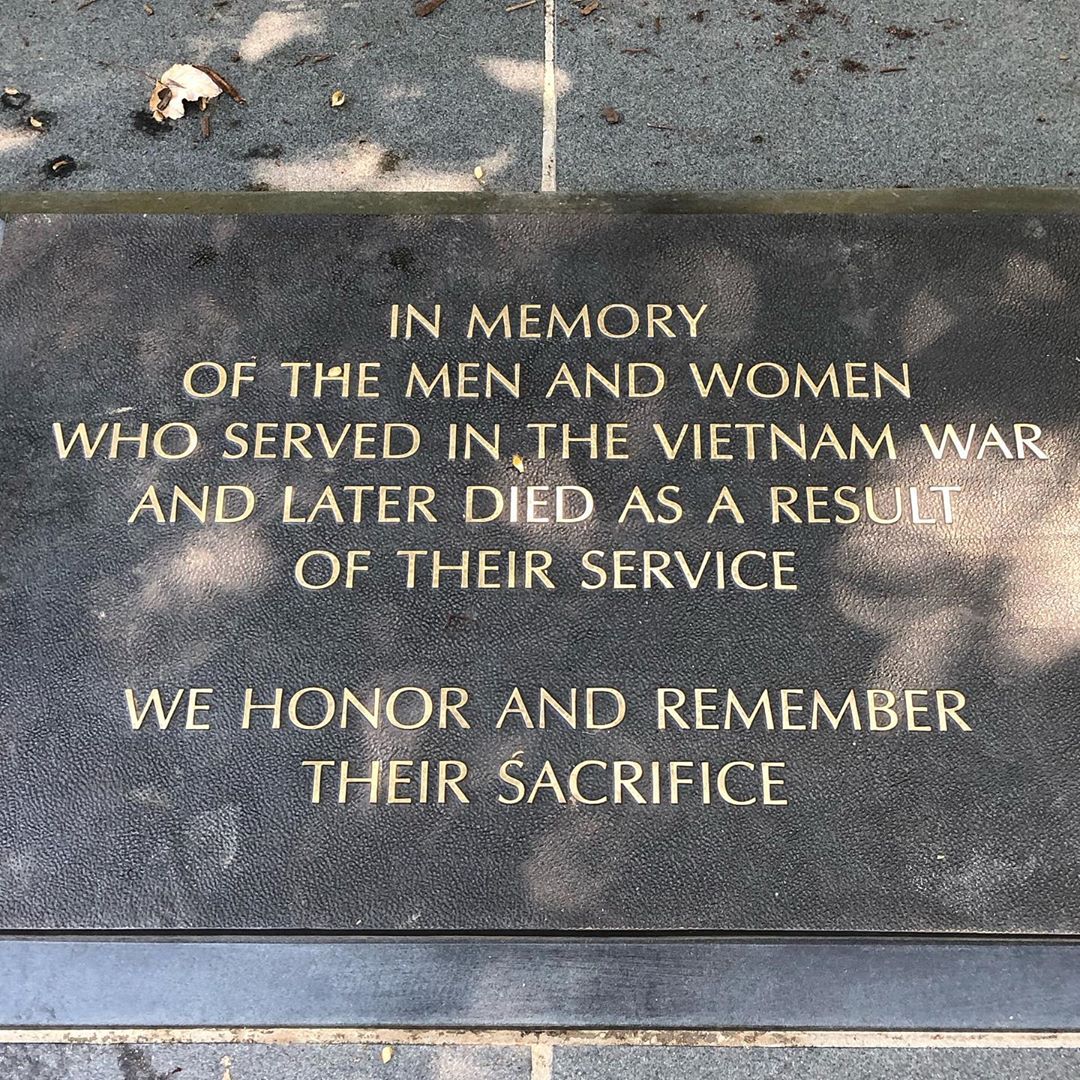 IN MEMORY
OF THE MEN AND WOMEN
WHO SERVED IN THE VIETNAM WAR
AND LATER DIED AS A RESULT
OF THEIR SERVICE
WE HONOR AND REMEMBER
THEIR SACRIFICE